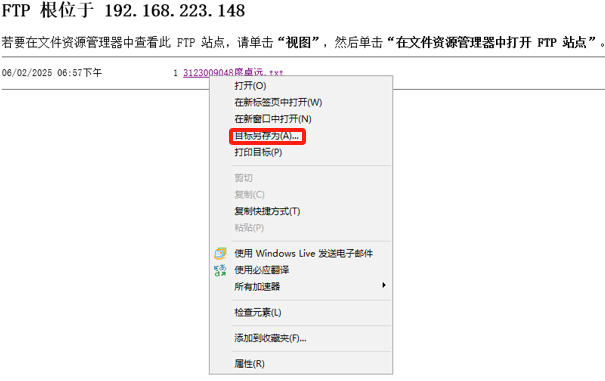 FTP 根位于 192.168.223.148
若要在文件资源管理器中查看此 FTP 站点，请单击“视图”，然后单击“在文件资源管理器中打开 FTP 站点”。
06/02/2025 06:57下午 1 3123009048廖卓远.txt
打开(O)
在新标签页中打开(W)
在新窗口中打开(N)
目标另存为(A)...
打印目标(P)
剪切
复制(C)
复制快捷方式(T)
粘贴(P)
使用 Windows Live 发送电子邮件
使用必应翻译
所有加速器
检查元素(L)
添加到收藏夹(F)...
属性(R)